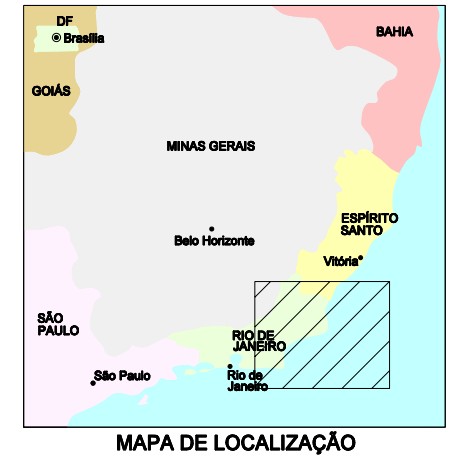 DF
Brasília
BAHIA
GOIÁS
MINAS GERAIS
ESPÍRITO
SANTO
Belo Horizonte
Vitória
SÃO
PAULO
RIO DE
JANEIRO
São Paulo
Rio de
Janeiro
MAPA DE LOCALIZAÇÃO